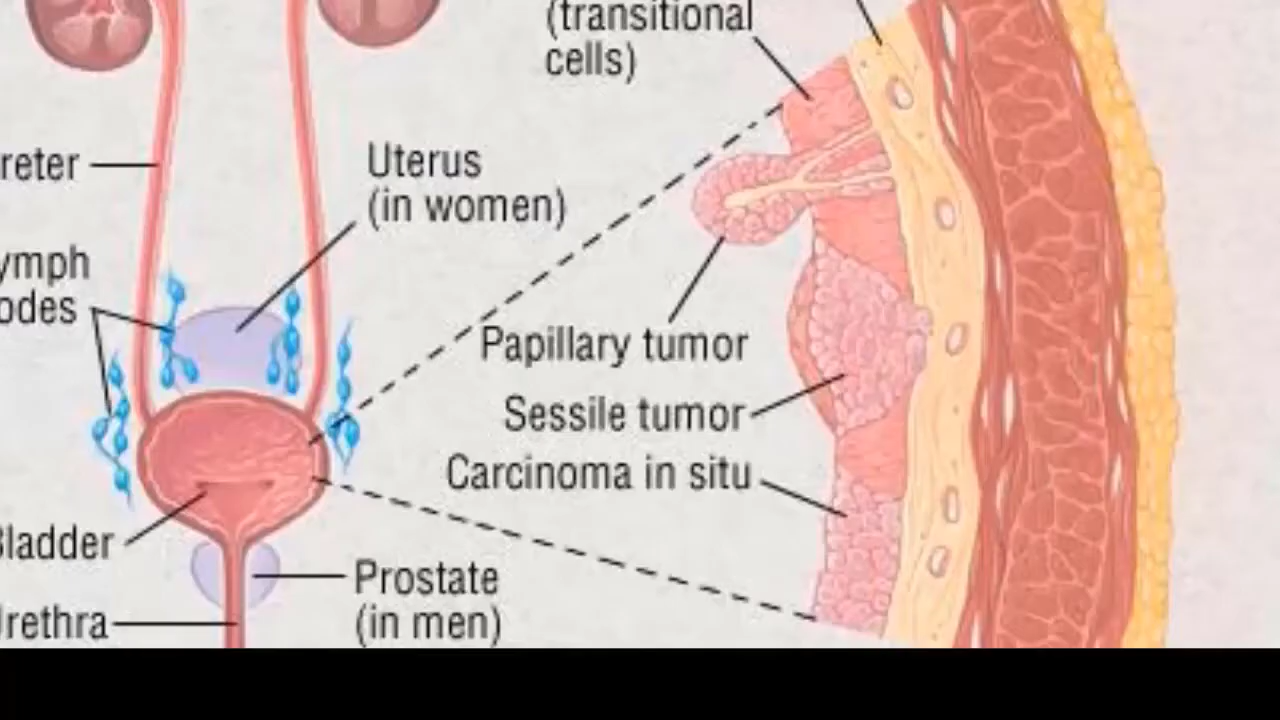 (transitional
cells)
reter
Uterus
(in women)
ymph
odes
Papillary tumor
Sessile tumor
Carcinoma in situ
Bladder
Prostate
(in men)
Urethra